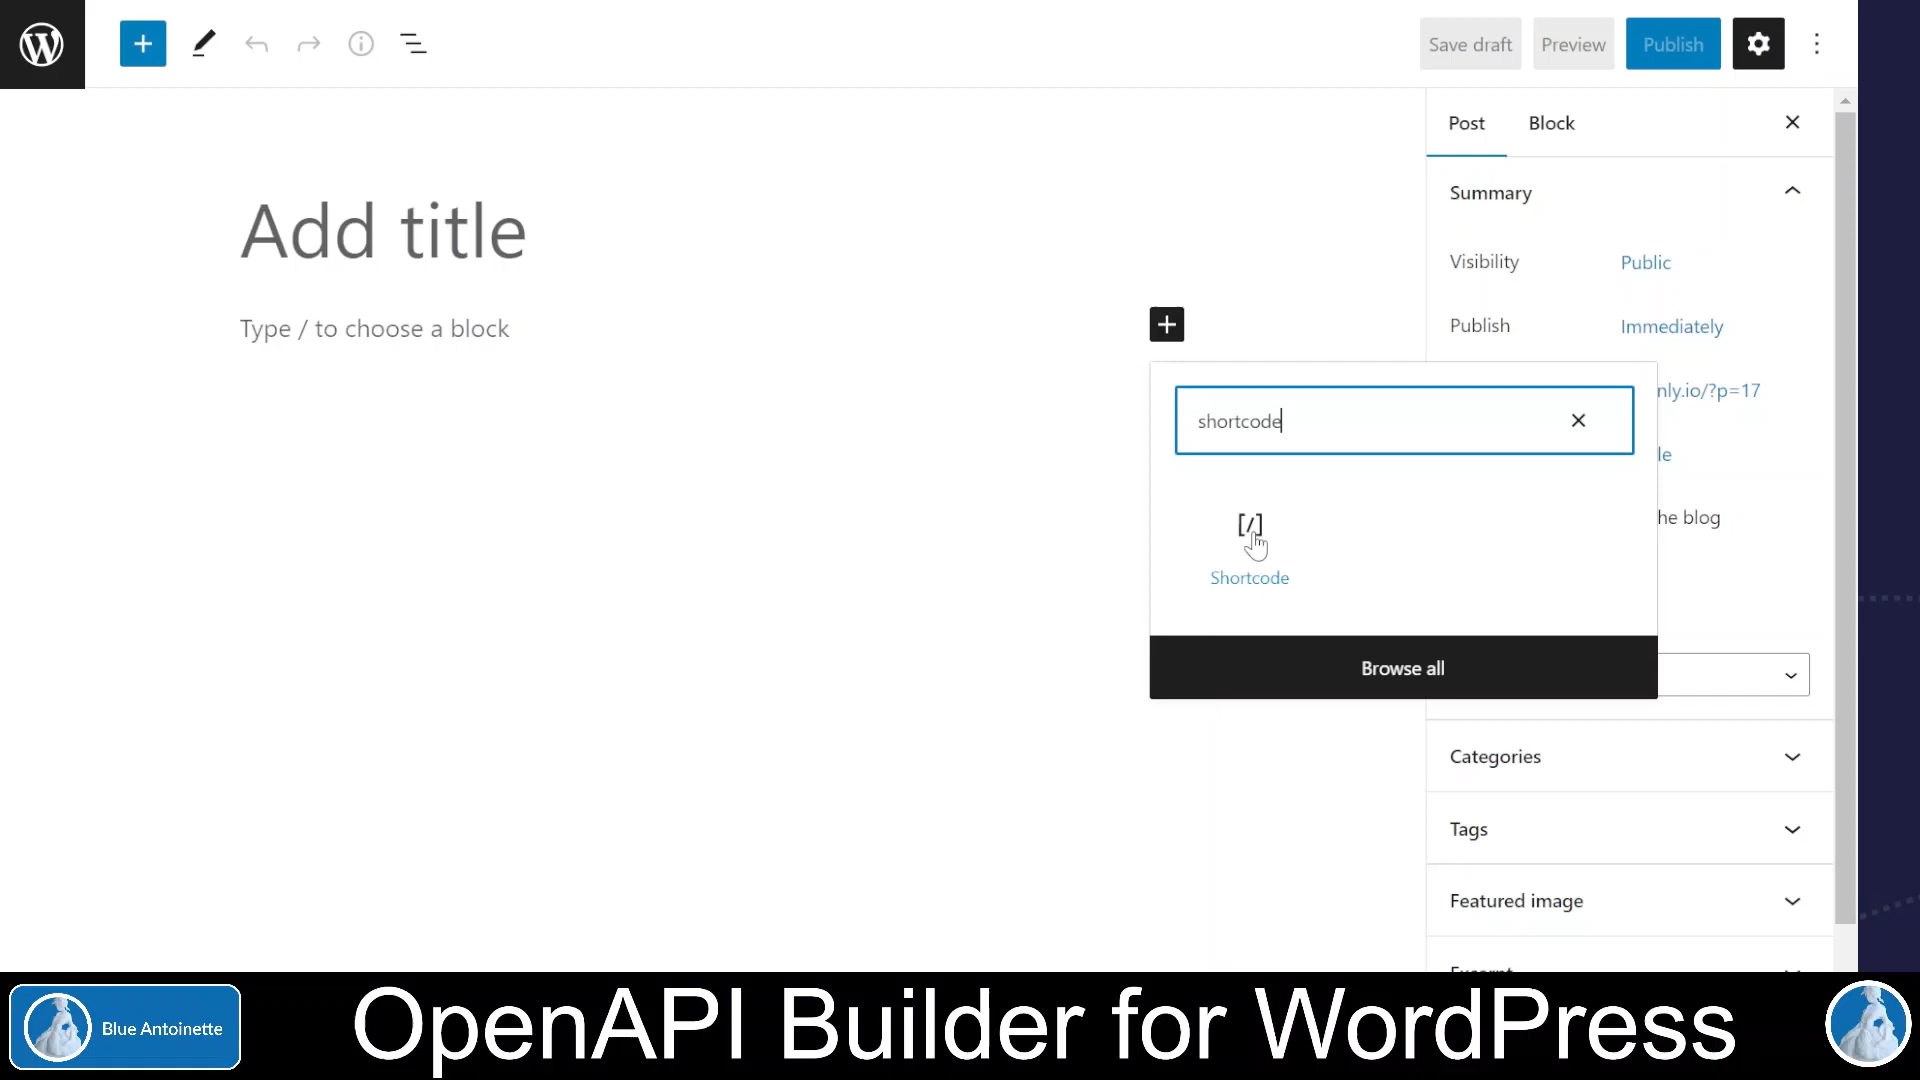 Save draft
Preview
Publish
Post
Block
Add title
Type / to choose a block
Summary
Visibility
Public
Publish
Immediately
nly.io/?p=17
le
he blog
shortcode
[/]
Shortcode
Browse all
Categories
Tags
Featured image
Blue Antoinette
OpenAPI Builder for WordPress